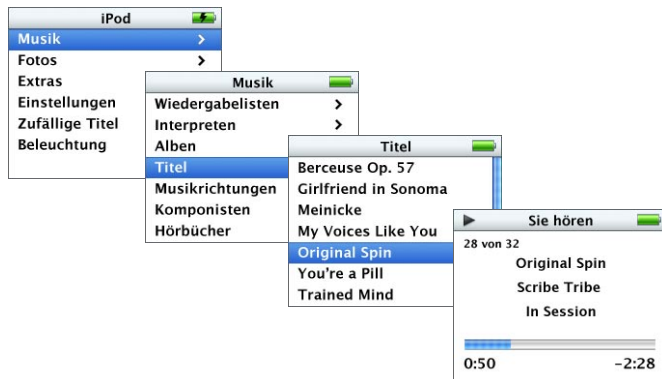 iPod
Musik
Fotos
Extras
Einstellungen
Zufällige Titel
Beleuchtung
Musik
Wiedergabelisten
Interpreten
Alben
Titel
Musikrichtungen
Komponisten
Hörbücher
Titel
Berceuse Op. 57
Girlfriend in Sonoma
Meinicke
My Voices Like You
Original Spin
You're a Pill
Trained Mind
Sie hören
28 von 32
Original Spin
Scribe Tribe
In Session
0:50 -2:28